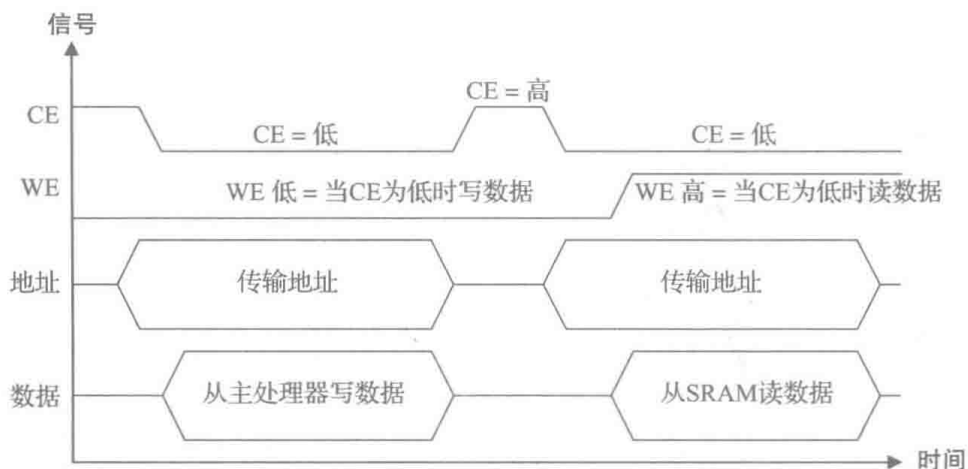 信号
CE = 高
CE
CE = 低
CE = 低
WE
WE 低 = 当CE为低时写数据
WE 高 = 当CE为低时读数据
地址
传输地址
传输地址
数据
从主处理器写数据
从SRAM读数据
时间